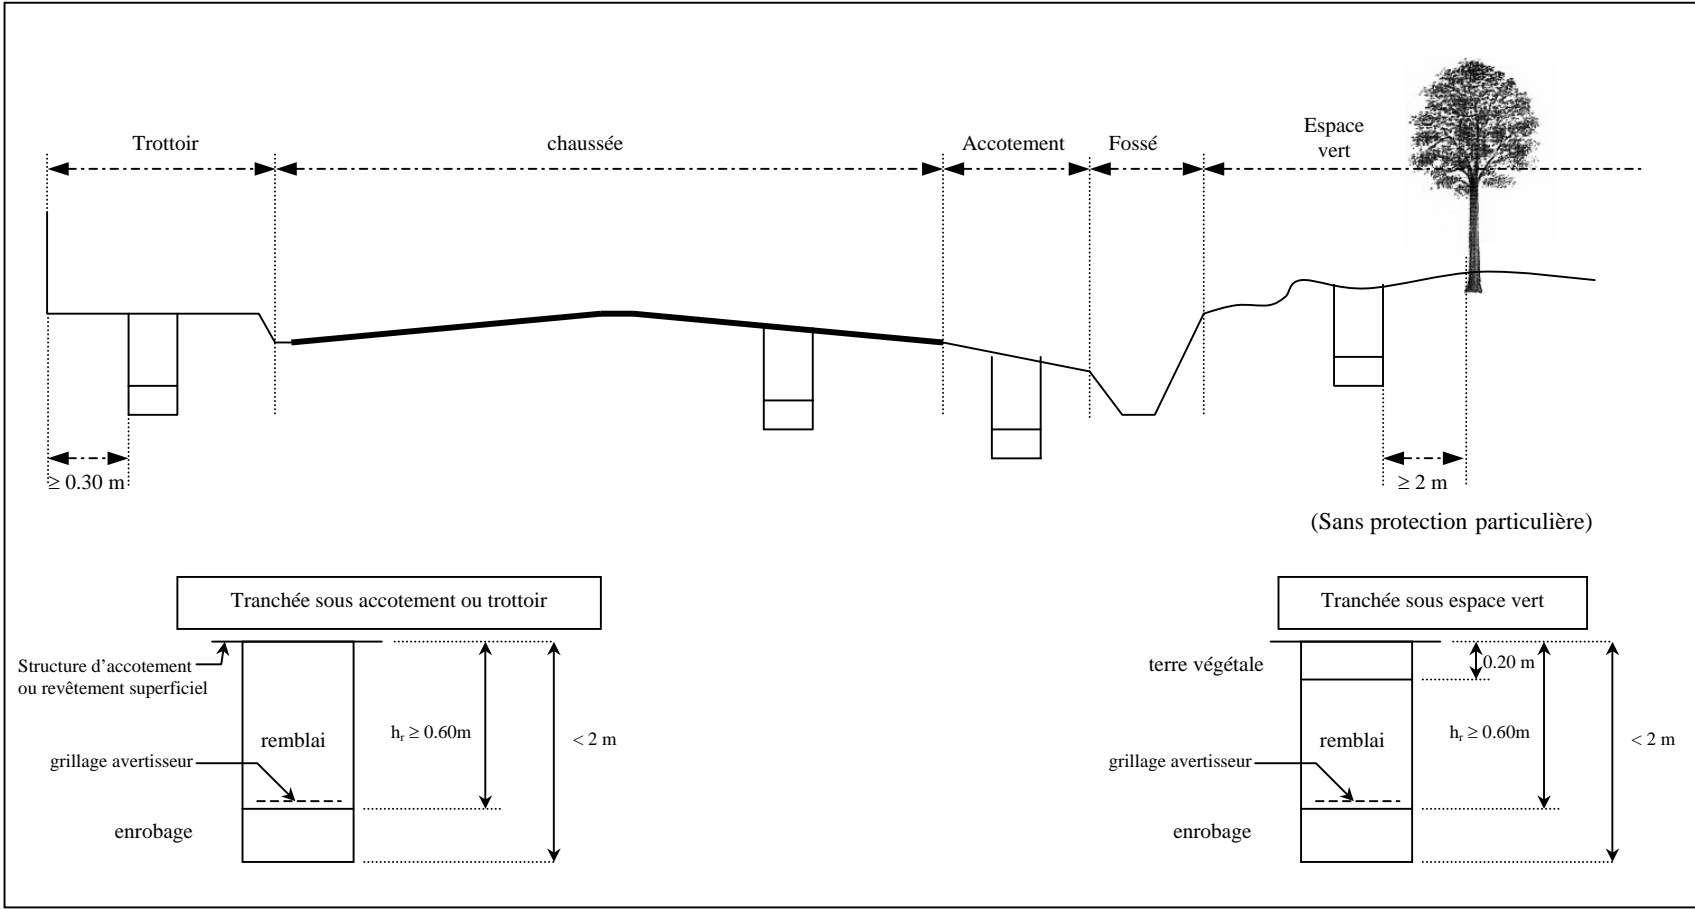 Trottoir
chaussée
Accotement
Fossé
Espace
vert
≥ 0.30 m
≥ 2 m
(Sans protection particulière)
Tranchée sous accotement ou trottoir
Structure d’accotement
ou revêtement superficiel
remblai
hr ≥ 0.60m
< 2 m
grillage avertisseur
enrobage
Tranchée sous espace vert
terre végétale
0.20 m
remblai
hr ≥ 0.60m
< 2 m
grillage avertisseur
enrobage